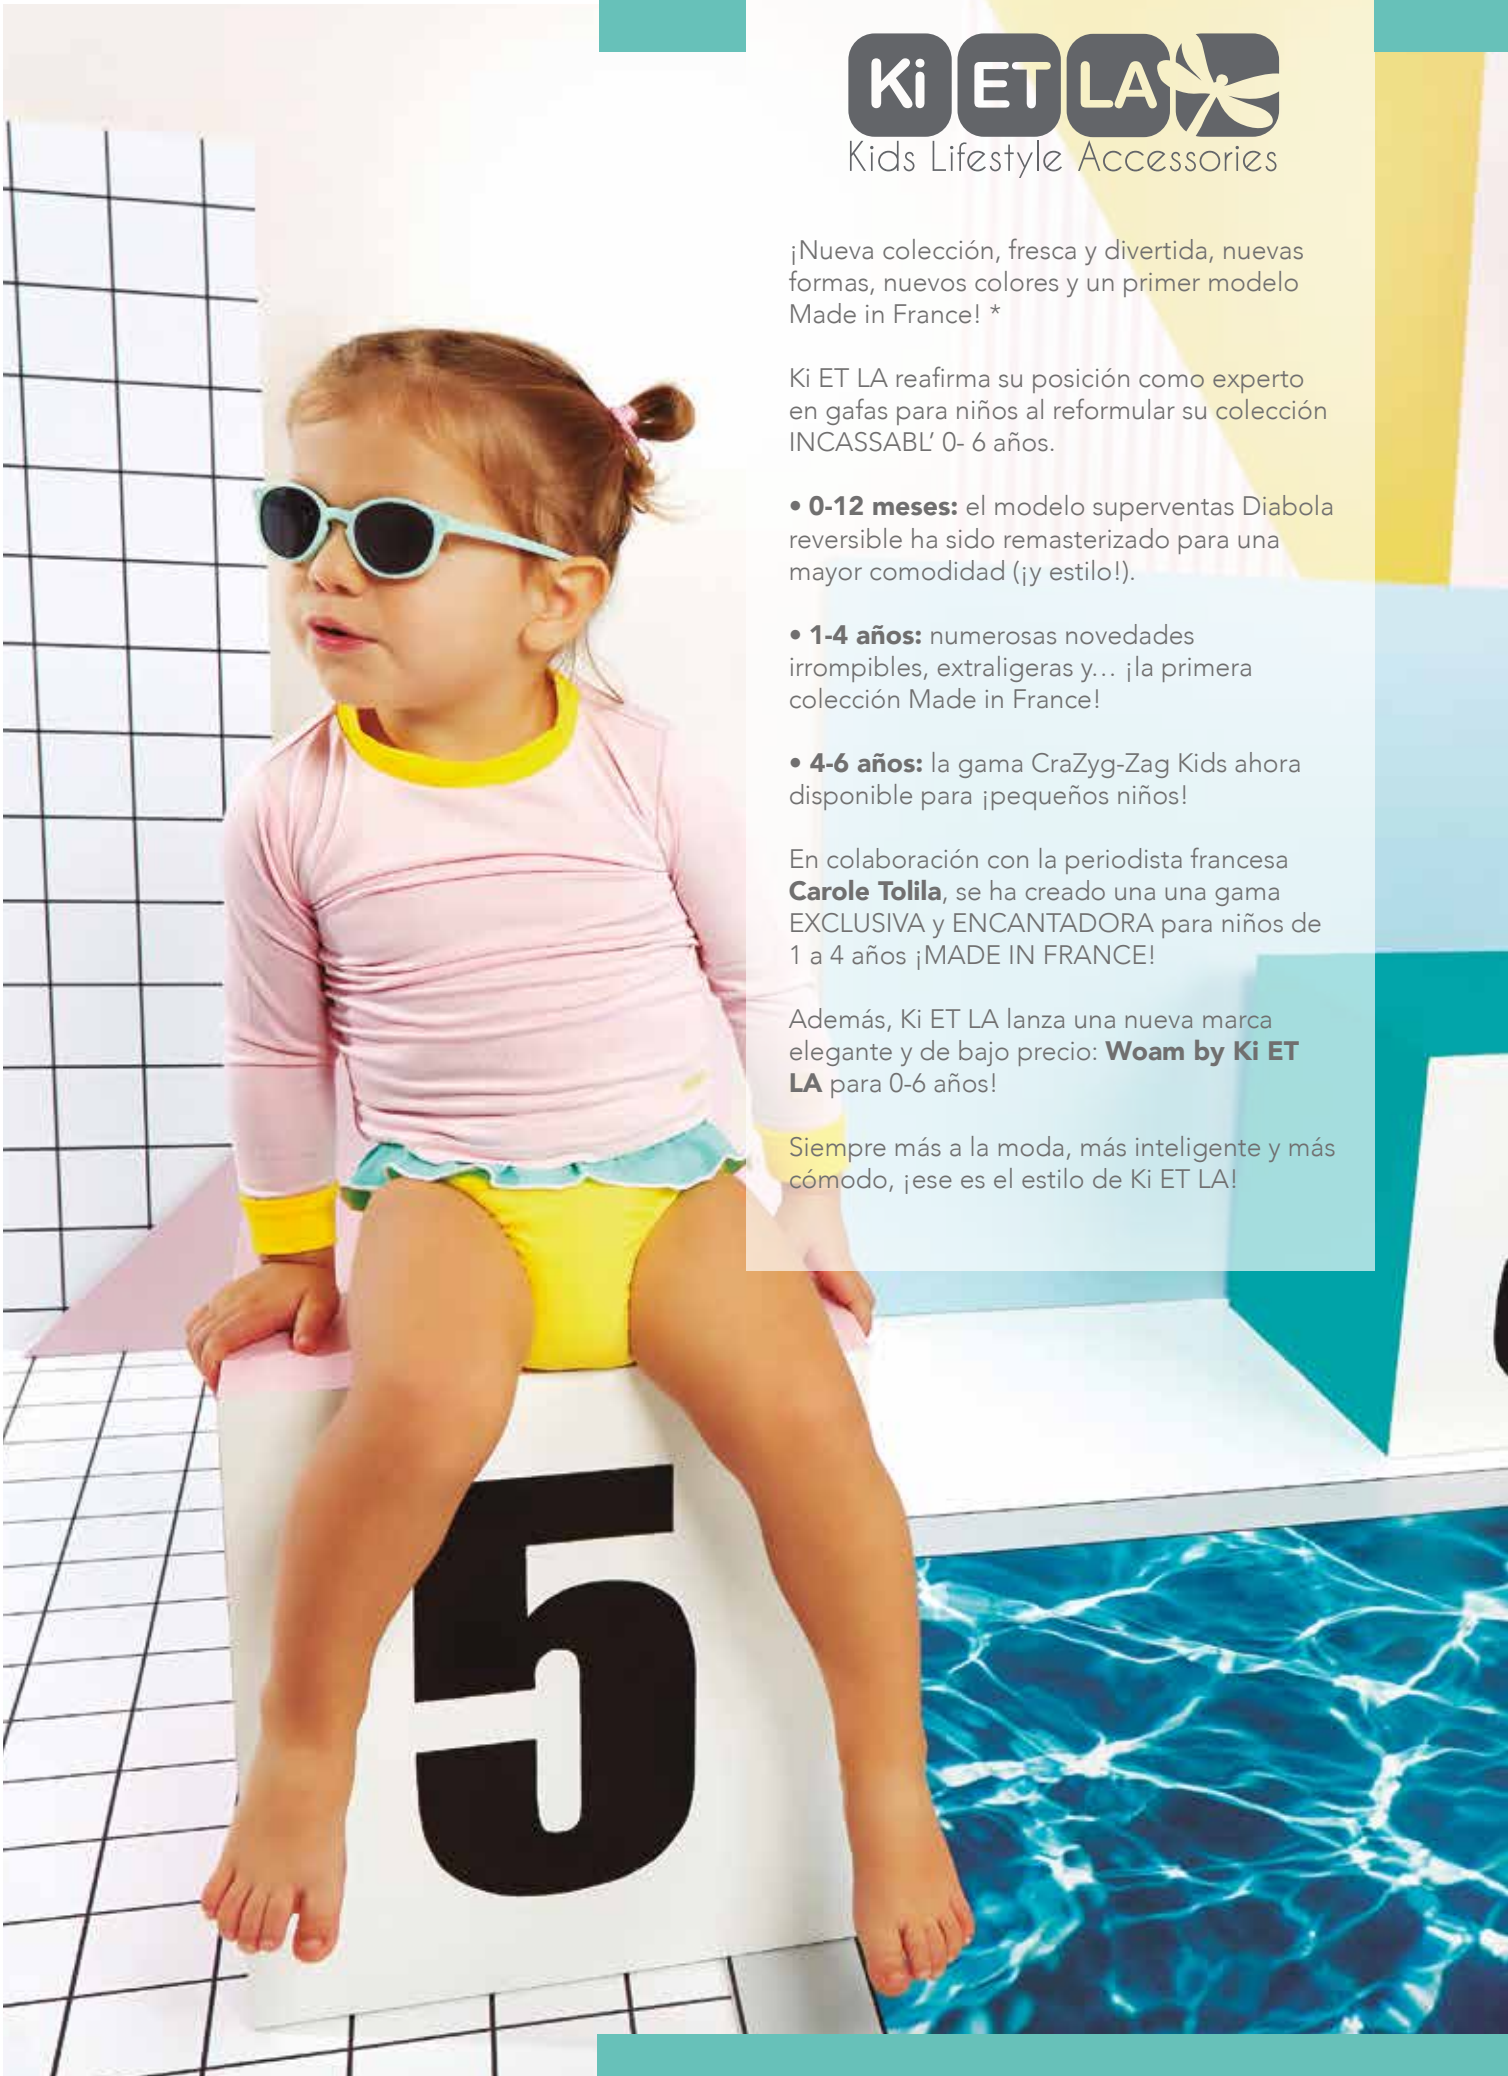 Ki ET LA
Kids Lifestyle Accessories
¡Nueva colección, fresca y divertida, nuevas
formas, nuevos colores y un primer modelo
Made in France! *
Ki ET LA reafirma su posición como experto
en gafas para niños al reformular su colección
INCASSABL’ 0- 6 años.
• 0-12 meses: el modelo superventas Diabola
reversible ha sido remasterizado para una
mayor comodidad (¡y estilo!).
• 1-4 años: numerosas novedades
irrompibles, extraligeras y… ¡la primera
colección Made in France!
• 4-6 años: la gama CraZyg-Zag Kids ahora
disponible para ¡pequeños niños!
En colaboración con la periodista francesa
Carole Tolila, se ha creado una una gama
EXCLUSIVA y ENCANTADORA para niños de
1 a 4 años ¡MADE IN FRANCE!
Además, Ki ET LA lanza una nueva marca
elegante y de bajo precio: Woam by Ki ET
LA para 0-6 años!
Siempre más a la moda, más inteligente y más
cómodo, ¡ese es el estilo de Ki ET LA!
5